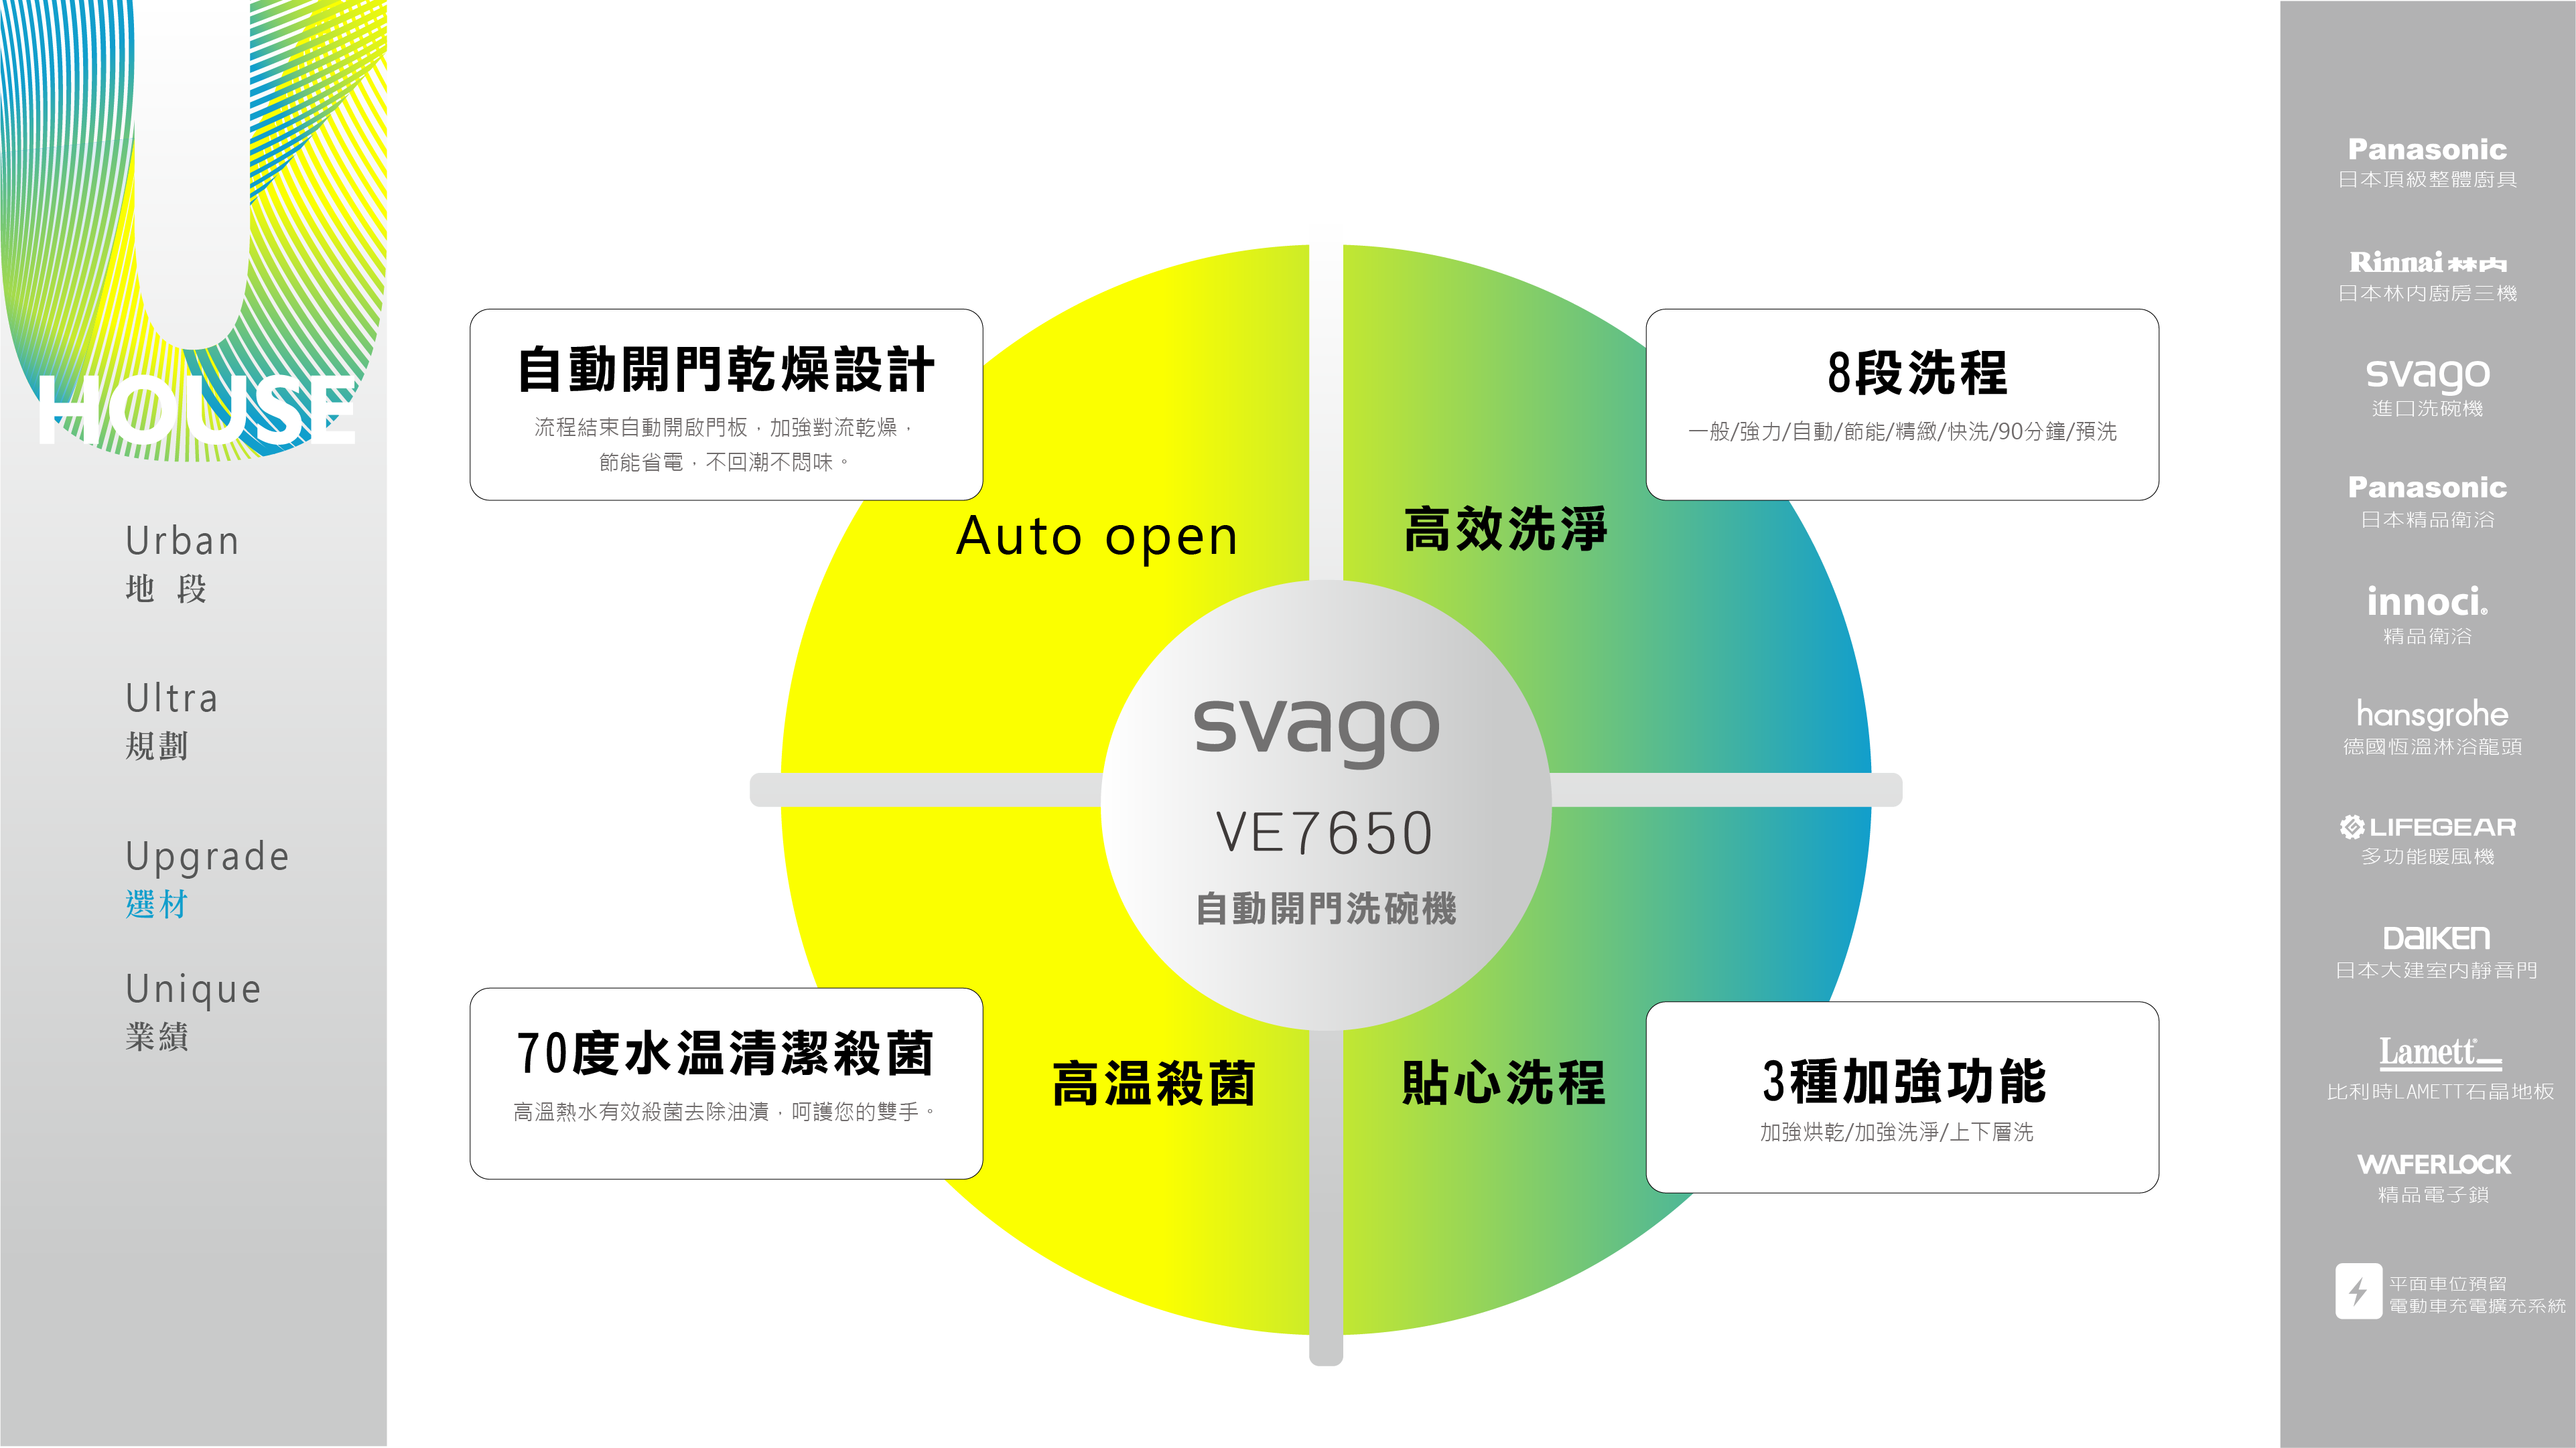 HOUSE
Urban
地 段
Ultra
規劃
Upgrade
選材
Unique
業績
自動開門乾燥設計
流程結束自動開啟門板，加強對流乾燥，
節能省電，不回潮不悶味。
Auto open
8段洗程
一般/強力/自動/節能/精緻/快洗/90分鐘/預洗
高效洗淨
svago
VE7650
自動開門洗碗機
70度水温清潔殺菌
高溫熱水有效殺菌去除油漬，呵護您的雙手。
高温殺菌
貼心洗程
3種加強功能
加強烘乾/加強洗淨/上下層洗
Panasonic
日本頂級整體廚具
Rinnai 林内
日本林內廚房三機
svago
進口洗碗機
Panasonic
日本精品衛浴
innoci®
精品衛浴
hansgrohe
德國恆溫淋浴龍頭
LIFEGEAR
多功能暖風機
DAIKEN
日本大建室內靜音門
Lamett®
比利時LAMETT石晶地板
WAFERLOCK
精品電子鎖
平面車位預留
電動車充電擴充系統